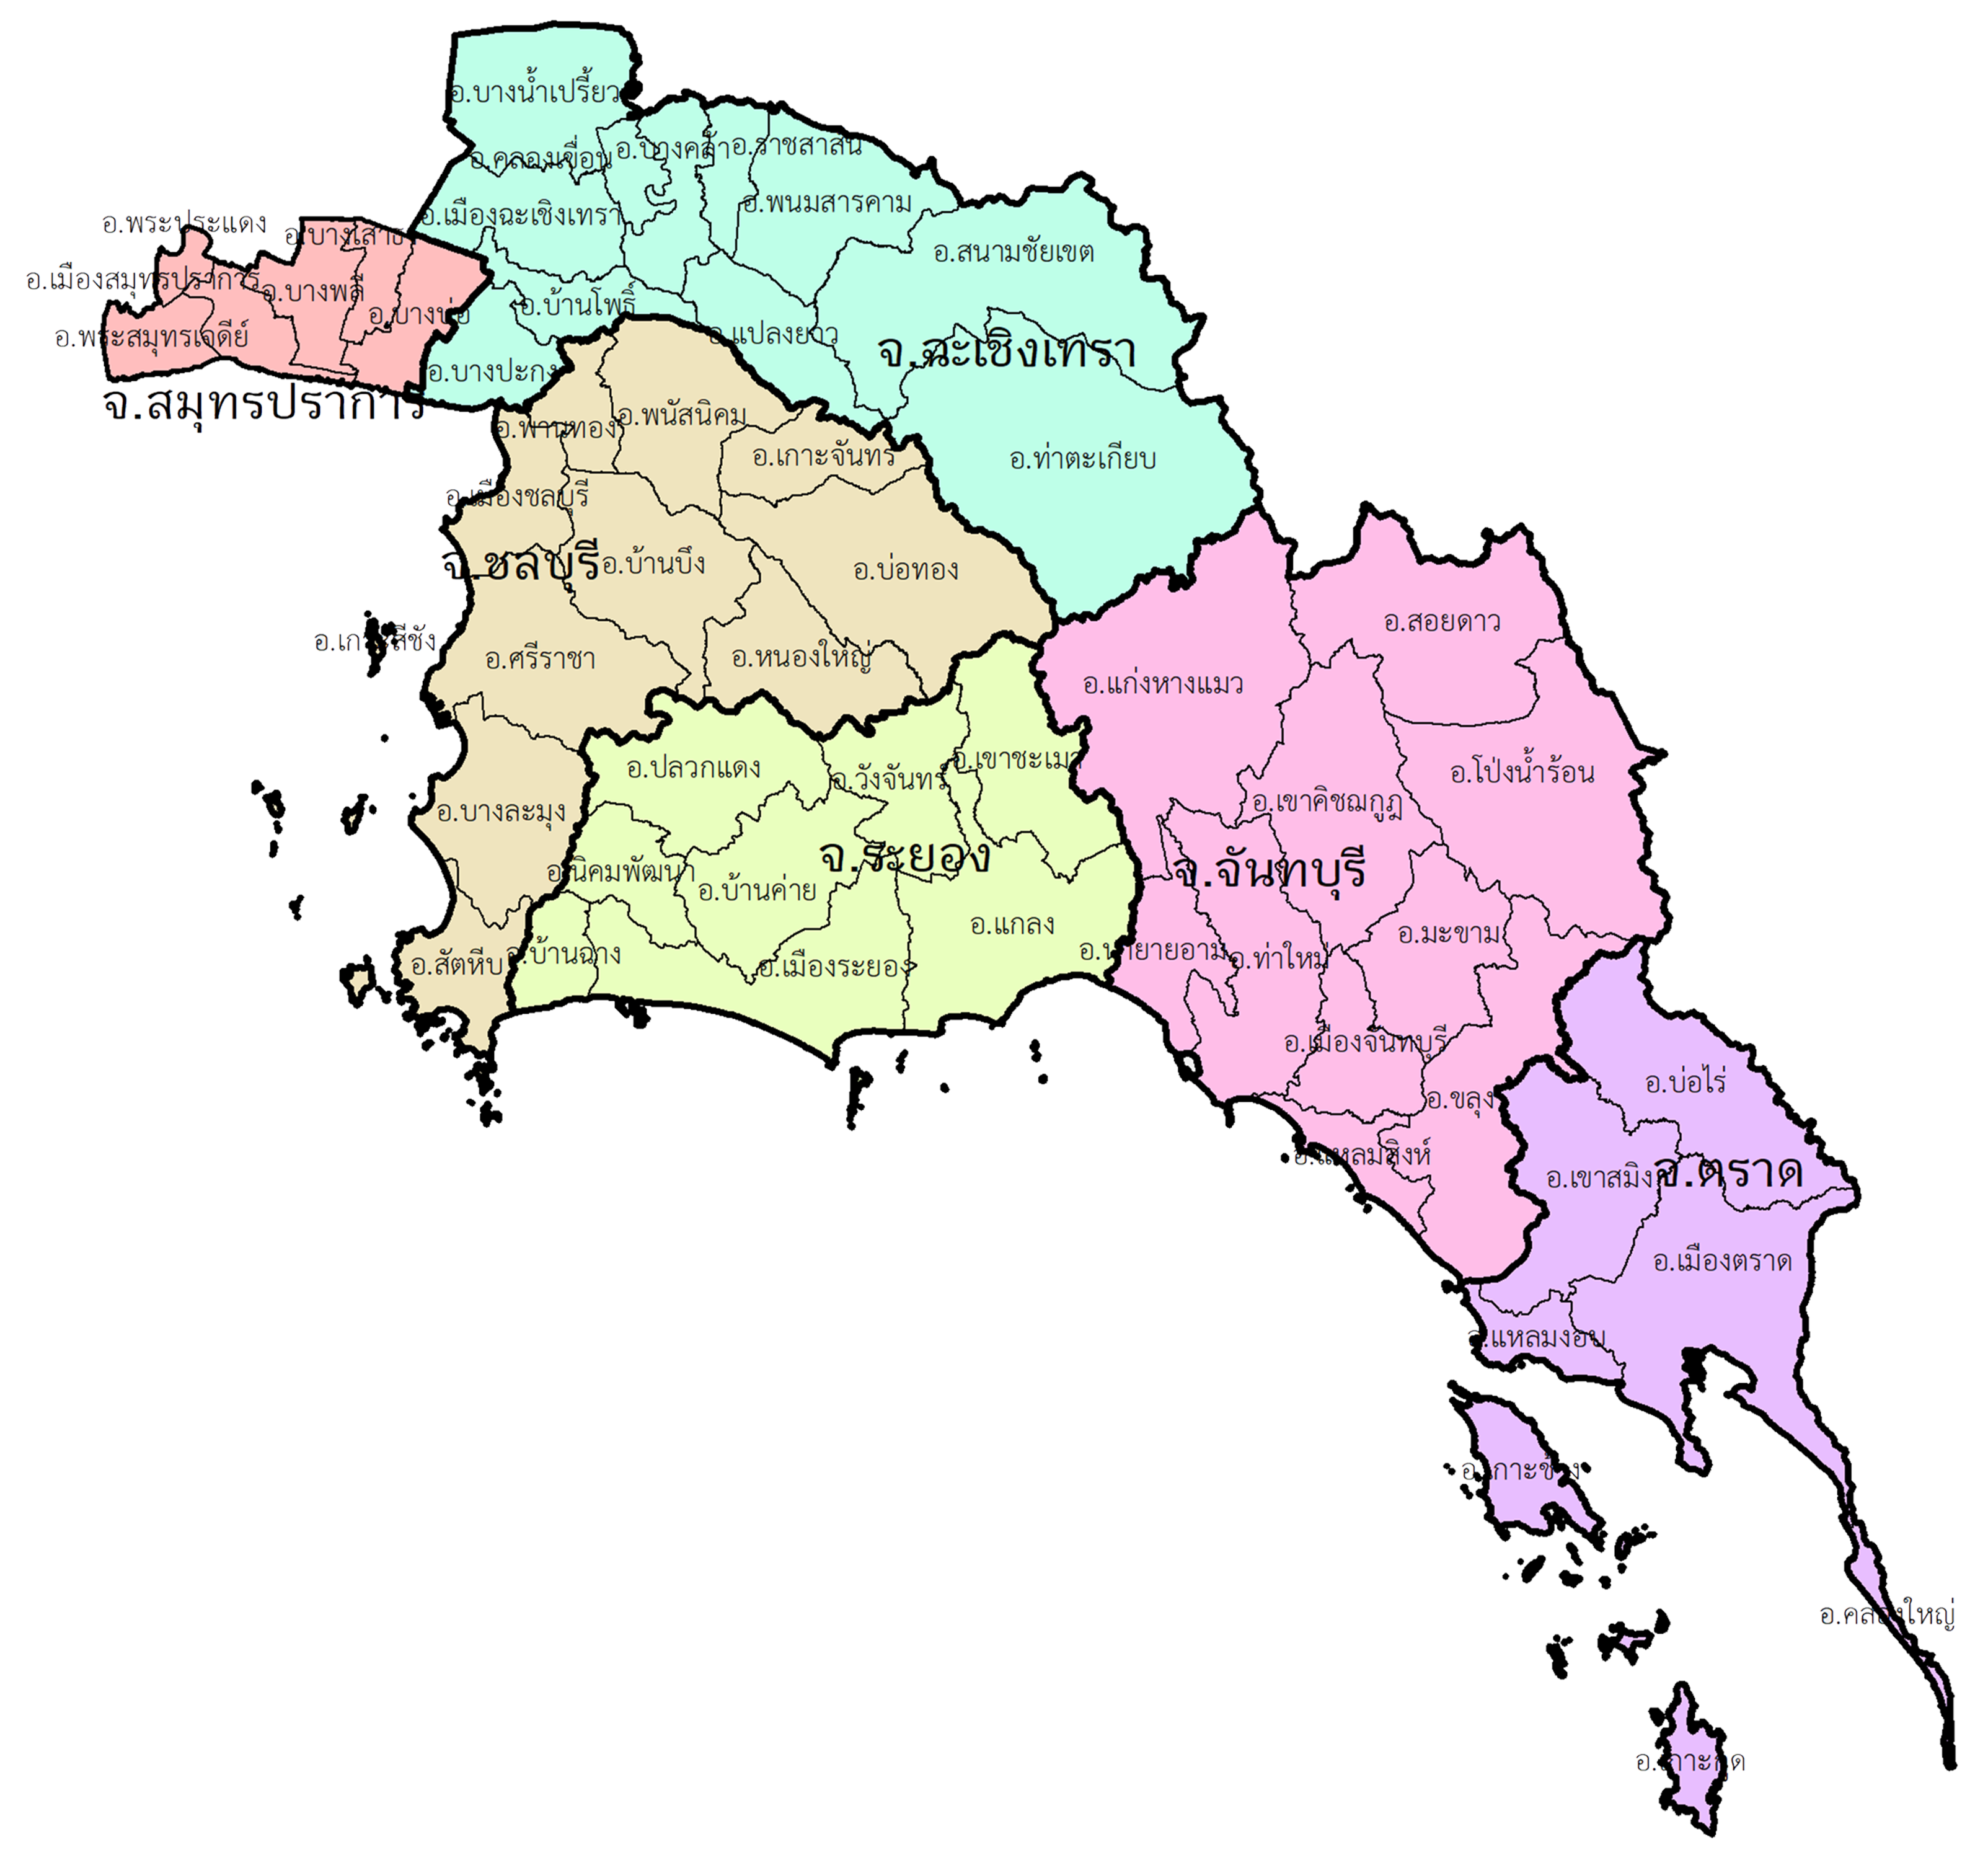 อ.บางน้ำเปรี้ยว
อ.คลองเขื่อน
อ.บางคล้า
อ.ราชสาส์น
อ.พนมสารคาม
อ.เมืองฉะเชิงเทรา
อ.พระประแดง
อ.บางเสาธง
อ.สนามชัยเขต
อ.เมืองสมุทรปราการ
อ.บางพลี
อ.บางบ่อ
อ.บ้านโพธิ์
อ.พระสมุทรเจดีย์
อ.แปลงยาว
จ.ฉะเชิงเทรา
อ.บางปะกง
จ.สมุทรปราการ
อ.พานทอง
อ.พนัสนิคม
อ.เกาะจันทร์
อ.ท่าตะเกียบ
อ.เมืองชลบุรี
จ.ชลบุรี
อ.บ้านบึง
อ.บ่อทอง
อ.สอยดาว
อ.เกาะสีชัง
อ.ศรีราชา
อ.หนองใหญ่
อ.แก่งหางแมว
อ.ปลวกแดง
อ.วังจันทร์
อ.เขาชะเมา
อ.โป่งน้ำร้อน
อ.บางละมุง
อ.เขาคิชฌกูฏ
จ.ระยอง
จ.จันทบุรี
อ.นิคมพัฒนา
อ.บ้านค่าย
อ.แกลง
อ.มะขาม
อ.สัตหีบ
อ.บ้านฉาง
อ.เมืองระยอง
อ.นายายอาม
อ.ท่าใหม่
อ.เมืองจันทบุรี
อ.บ่อไร่
อ.ขลุง
อ.แหลมสิงห์
อ.เขาสมิง
จ.ตราด
อ.เมืองตราด
อ.แหลมงอบ
อ.เกาะช้าง
อ.คลองใหญ่
อ.เกาะกูด